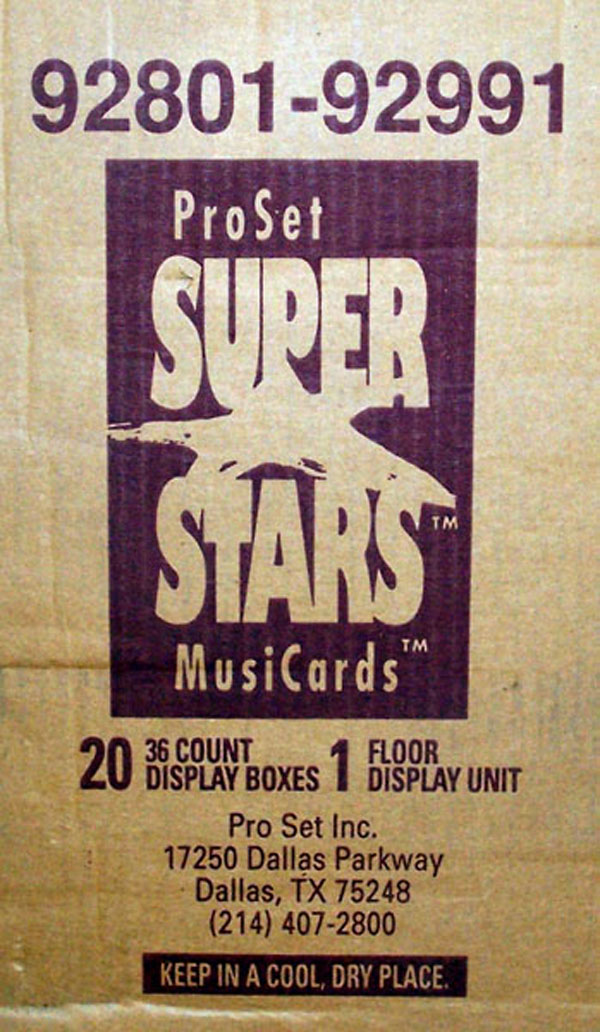 92801-92991
ProSet
SUPER
STARS™
MusiCards™
20 36 COUNT DISPLAY BOXES 1 FLOOR DISPLAY UNIT
Pro Set Inc.
17250 Dallas Parkway
Dallas, TX 75248
(214) 407-2800
KEEP IN A COOL, DRY PLACE.